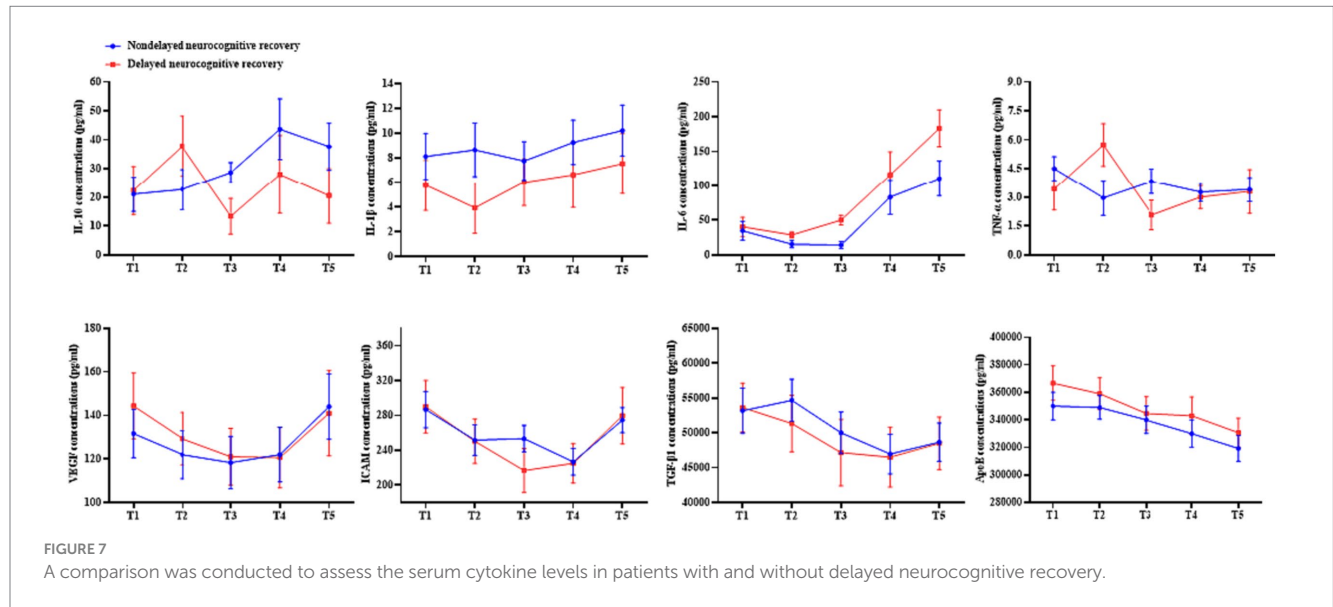 Nondelayed neurocognitive recovery
Delayed neurocognitive recovery
IL-10 concentrations (pg/ml)
60
50
40
30
20
10
0
T1 T2 T3 T4 T5
IL-1β concentrations (pg/ml)
14
12
10
8
6
4
2
0
T1 T2 T3 T4 T5
IL-6 concentrations (pg/ml)
250
200
150
100
50
0
T1 T2 T3 T4 T5
TNF-α concentrations (pg/ml)
9.0
7.5
6.0
4.5
3.0
1.5
0.0
T1 T2 T3 T4 T5
VEGF concentrations (pg/ml)
180
160
140
120
100
T1 T2 T3 T4 T5
ICAM concentrations (pg/ml)
360
320
280
240
200
T1 T2 T3 T4 T5
TGF-β1 concentrations (pg/ml)
65000
60000
55000
50000
45000
40000
T1 T2 T3 T4 T5
ApoE concentrations (pg/ml)
400000
380000
360000
340000
320000
300000
280000
T1 T2 T3 T4 T5
FIGURE 7
A comparison was conducted to assess the serum cytokine levels in patients with and without delayed neurocognitive recovery.